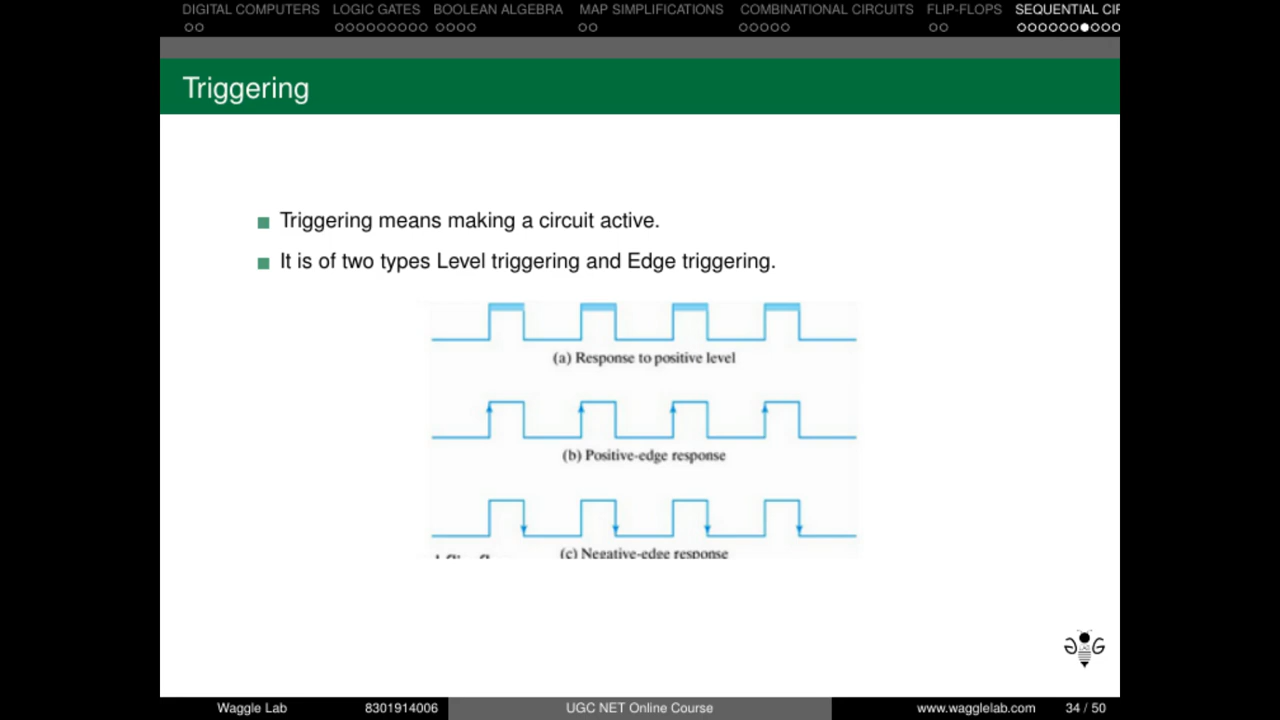 DIGITAL COMPUTERS LOGIC GATES BOOLEAN ALGEBRA MAP SIMPLIFICATIONS COMBINATIONAL CIRCUITS FLIP-FLOPS SEQUENTIAL CIR
Triggering
Triggering means making a circuit active.
It is of two types Level triggering and Edge triggering.
(a) Response to positive level
(b) Positive-edge response
(c) Negative-edge response
Waggle Lab 8301914006 UGC NET Online Course www.wagglelab.com 34 / 50